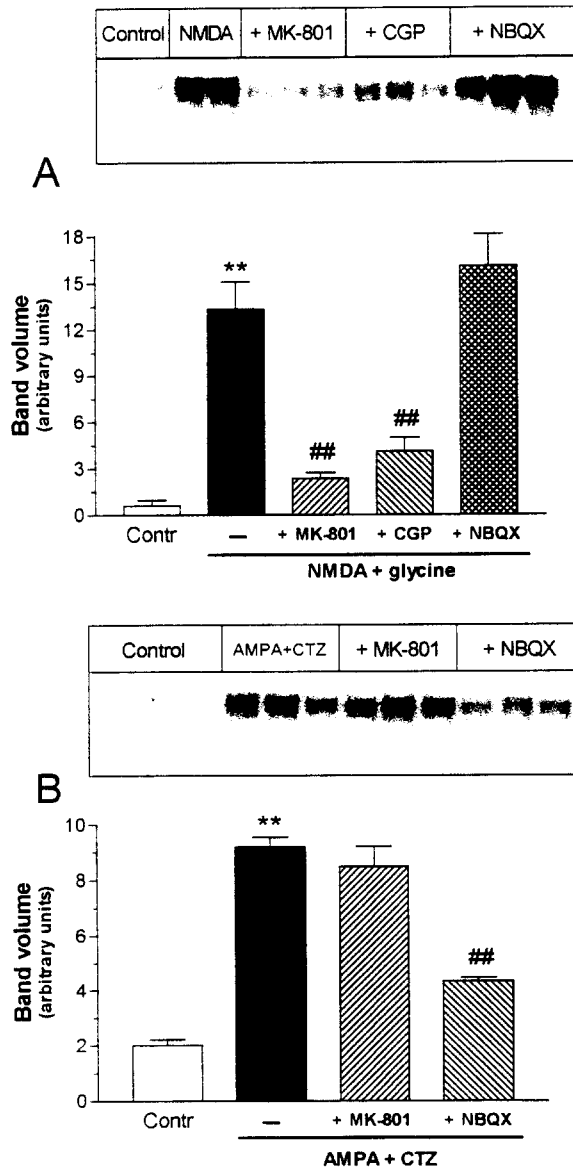 Control NMDA + MK-801 + CGP + NBQX
A
18
15
12
9
6
3
0
Band volume
(arbitrary units)
**
##
##
Contr — + MK-801 + CGP + NBQX
NMDA + glycine
Control AMPA+CTZ + MK-801 + NBQX
B
10
8
6
4
2
0
Band volume
(arbitrary units)
**
##
Contr — + MK-801 + NBQX
AMPA + CTZ